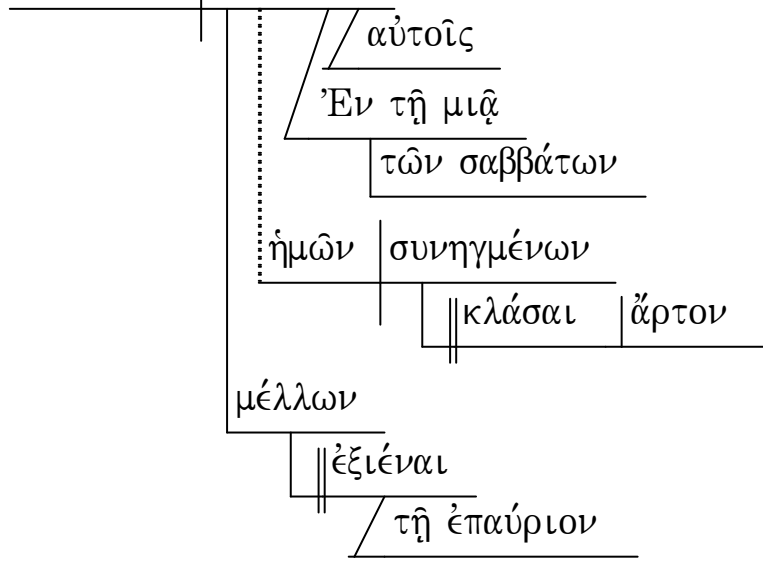 αὐτοῖς
Ἐν τῇ μιᾷ
τῶν σαββάτων
ἡμῶν συνηγμένων
κλάσαι ἄρτον
μέλλων
ἐξιέναι
τῇ ἐπαύριον